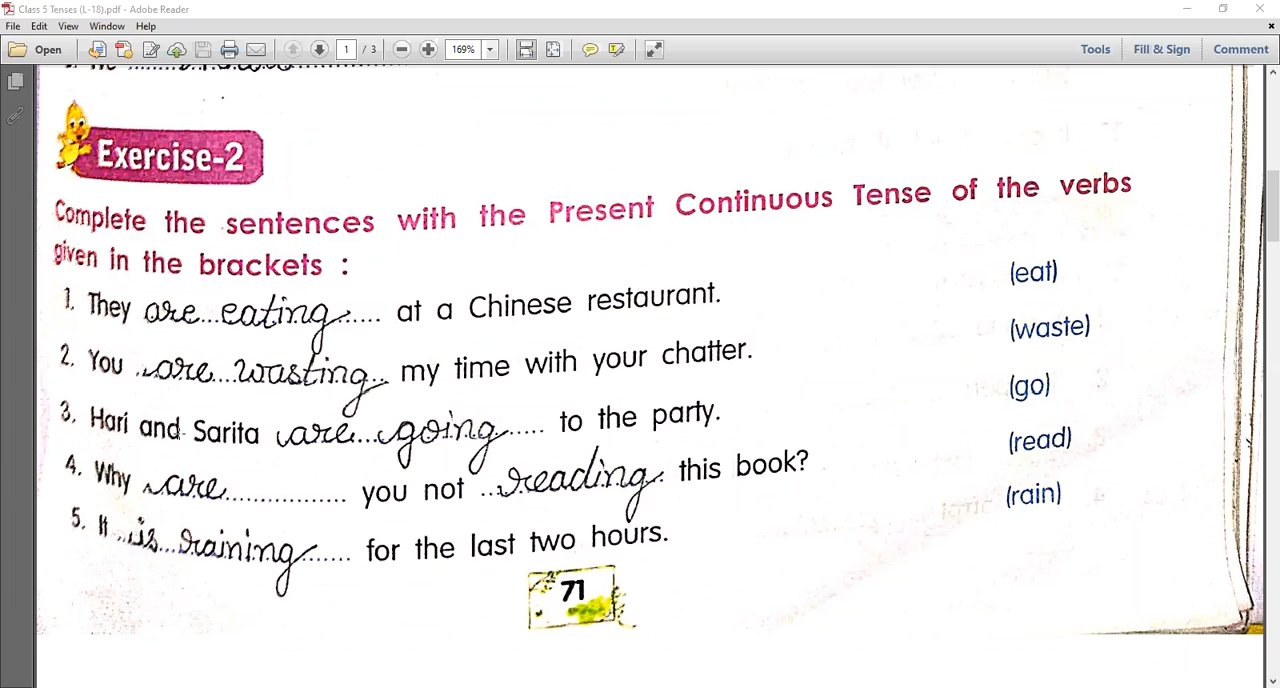 Class 5 Tenses (L-18).pdf - Adobe Reader
File Edit View Window Help
Open 1 / 3 169% Tools Fill & Sign Comment
Exercise-2
Complete the sentences with the Present Continuous Tense of the verbs
given in the brackets :
1. They are...eating...... at a Chinese restaurant. (eat)
2. You ..are...wasting.. my time with your chatter. (waste)
3. Hari and Sarita are...going...... to the party. (go)
4. Why are................ you not ...reading. this book? (read)
5. It ...is...raining....... for the last two hours. (rain)
71